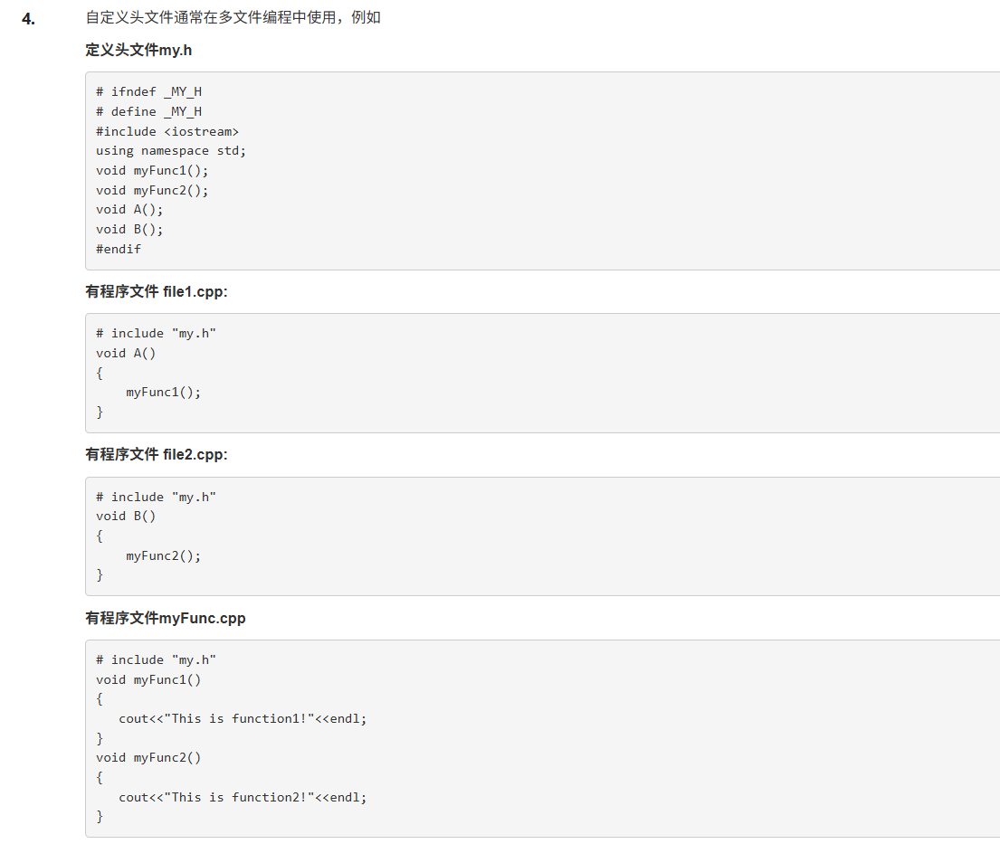 4.
自定义头文件通常在多文件编程中使用，例如
定义头文件my.h
# ifndef _MY_H
# define _MY_H
#include <iostream>
using namespace std;
void myFunc1();
void myFunc2();
void A();
void B();
#endif
有程序文件 file1.cpp:
# include "my.h"
void A()
{
    myFunc1();
}
有程序文件 file2.cpp:
# include "my.h"
void B()
{
    myFunc2();
}
有程序文件myFunc.cpp
# include "my.h"
void myFunc1()
{
   cout<<"This is function1!"<<endl;
}
void myFunc2()
{
   cout<<"This is function2!"<<endl;
}